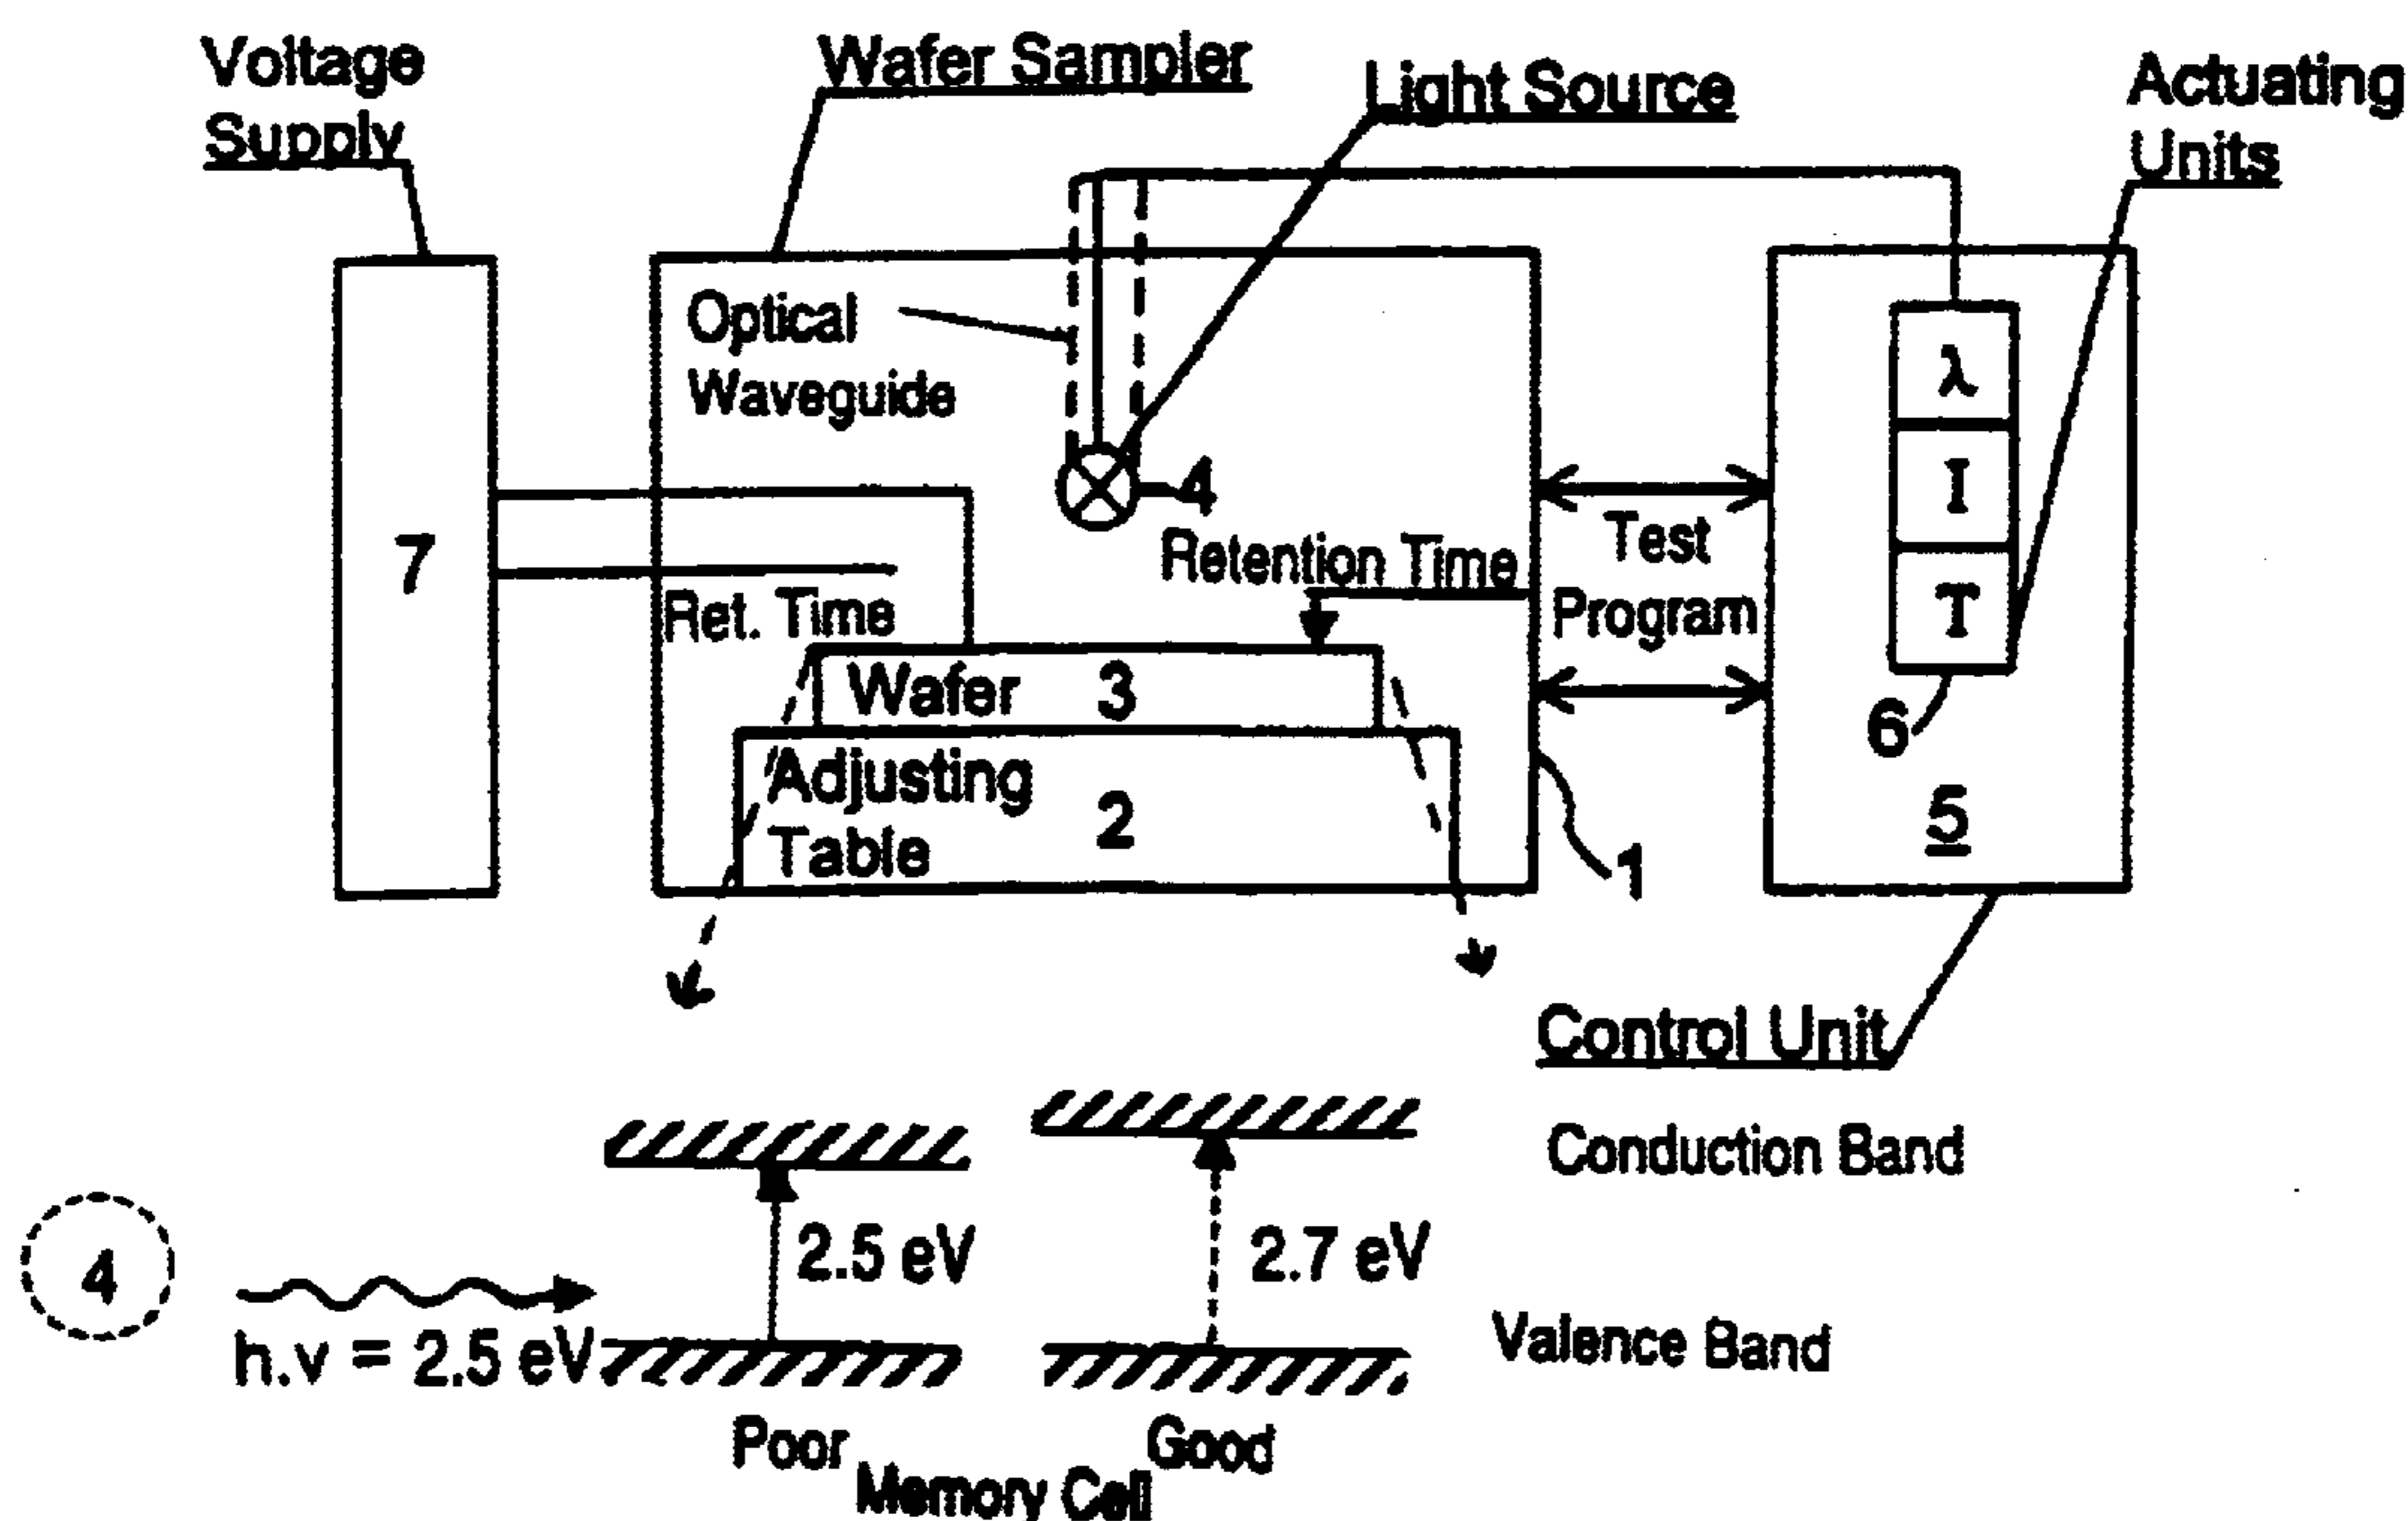 Voltage
Supply
Wafer Sampler
Light Source
Actuating
Units
Optical
Waveguide
λ
I
T
4
7
Retention Time
Test
Program
Ret. Time
Wafer 3
6
Adjusting
Table
2
5
1
Control Unit
Conduction Band
4
2.5 eV
2.7 eV
h.v = 2.5 eV
Valence Band
Poor
Good
Memory Cell